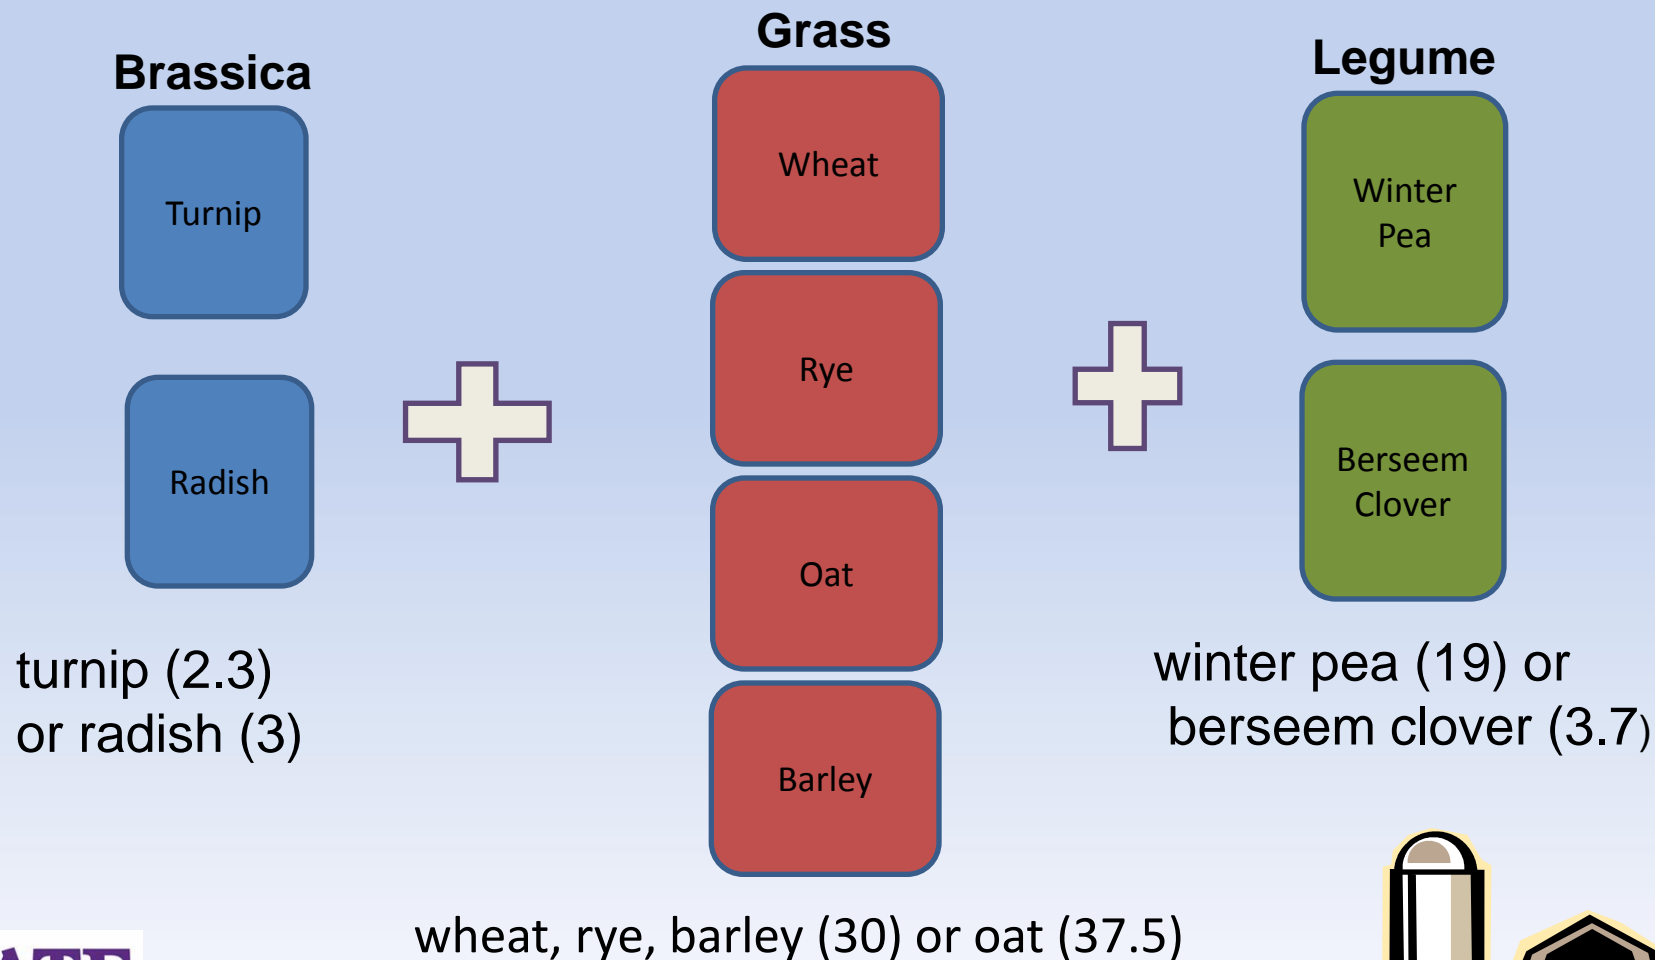 Brassica
Turnip
Radish
turnip (2.3)
or radish (3)
Grass
Wheat
Rye
Oat
Barley
wheat, rye, barley (30) or oat (37.5)
Legume
Winter
Pea
Berseem
Clover
winter pea (19) or
berseem clover (3.7)